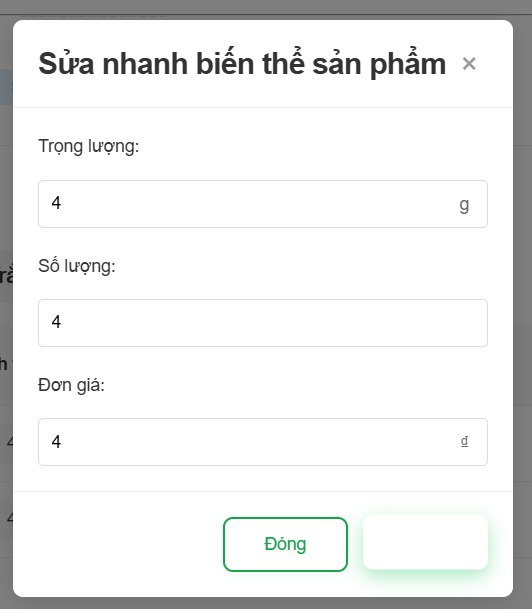 Sửa nhanh biến thể sản phẩm ×
Trọng lượng:
4 g
Số lượng:
4
Đơn giá:
4 ₫
Đóng